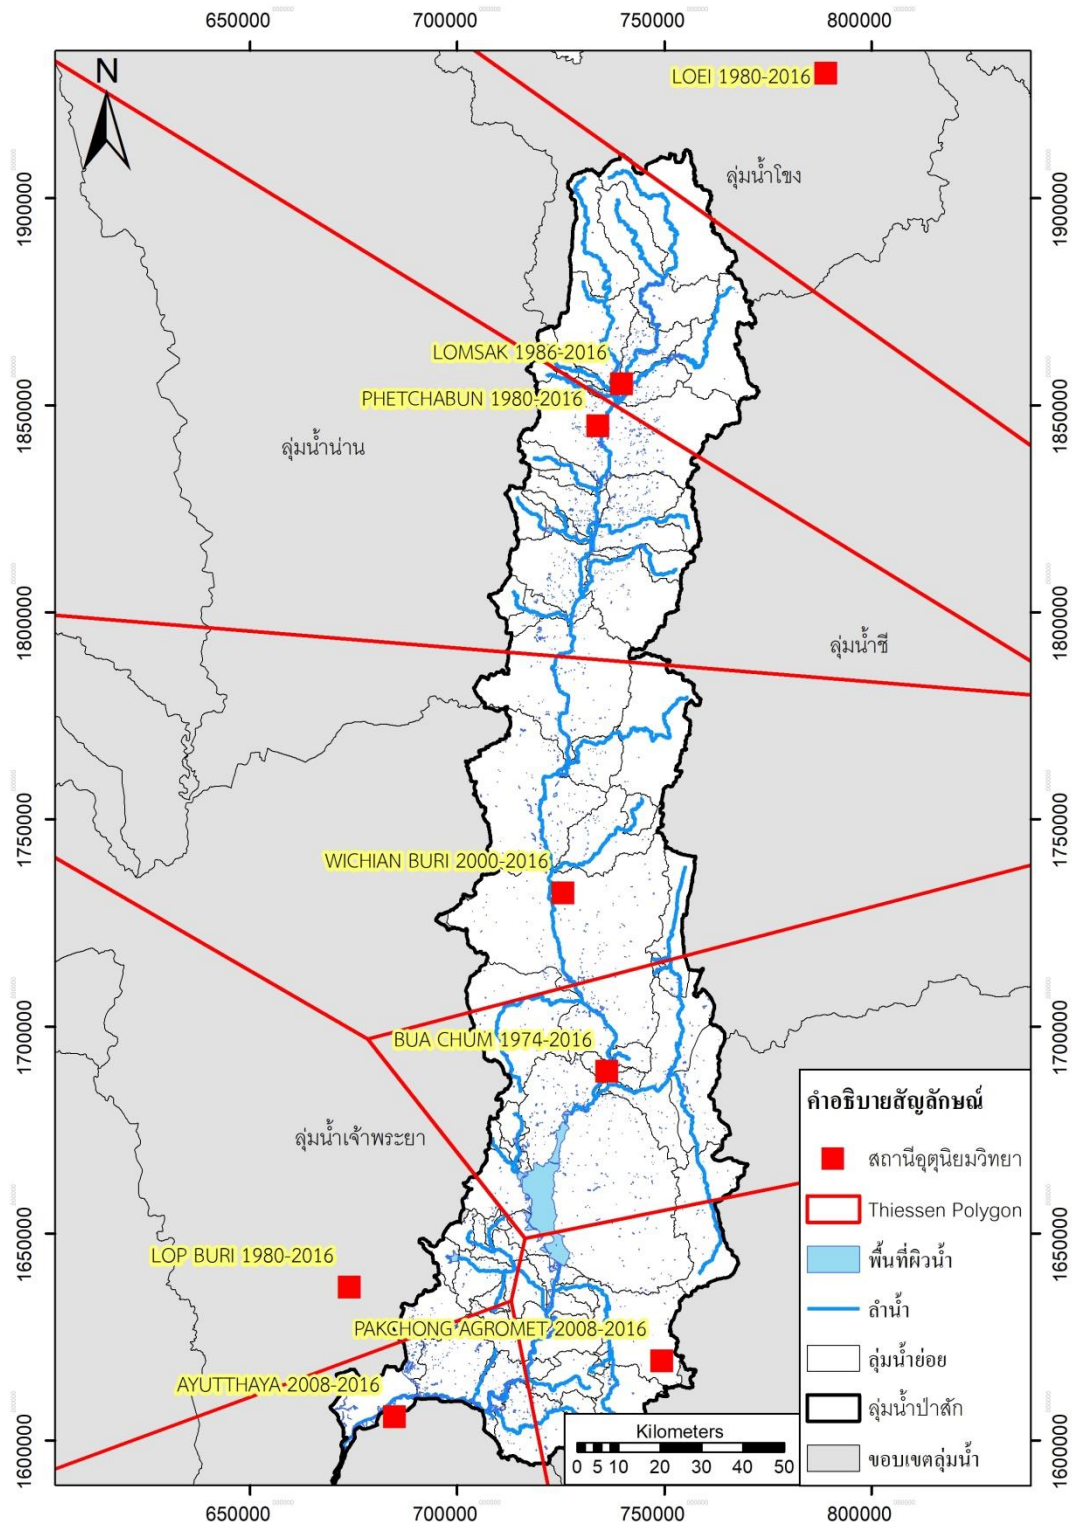 650000 700000 750000 800000
N
LOEI 1980-2016
ลุ่มน้ำโขง
1900000 1900000
LOMSAK 1986-2016
PHETCHABUN 1980-2016
1850000 1850000
ลุ่มน้ำน่าน
1800000 1800000
ลุ่มน้ำชี
WICHIAN BURI 2000-2016
1750000 1750000
BUA CHUM 1974-2016
1700000 1700000
ลุ่มน้ำเจ้าพระยา
LOP BURI 1980-2016
1650000 1650000
PAKCHONG AGROMET 2008-2016
AYUTTHAYA 2008-2016
1600000 1600000
คำอธิบายสัญลักษณ์
สถานีอุตุนิยมวิทยา
Thiessen Polygon
พื้นที่ผิวน้ำ
ลำน้ำ
ลุ่มน้ำย่อย
ลุ่มน้ำป่าสัก
ขอบเขตลุ่มน้ำ
Kilometers
0 5 10 20 30 40 50
650000 700000 750000 800000